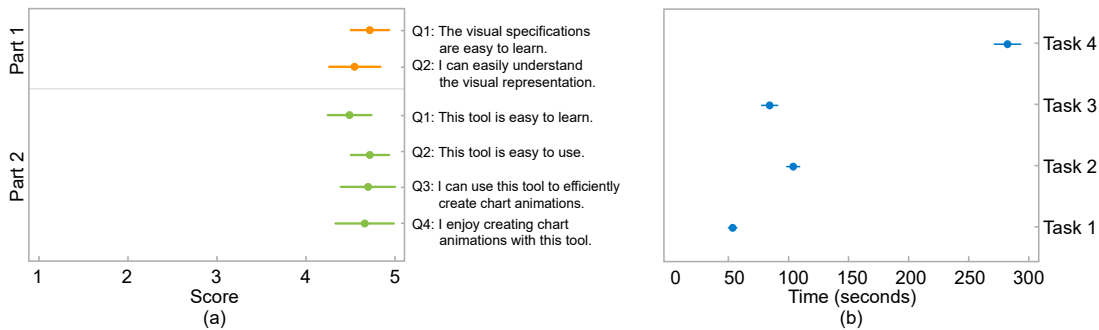 Part 1
Q1: The visual specifications
are easy to learn.
Q2: I can easily understand
the visual representation.
Part 2
Q1: This tool is easy to learn.
Q2: This tool is easy to use.
Q3: I can use this tool to efficiently
create chart animations.
Q4: I enjoy creating chart
animations with this tool.
1 2 3 4 5
Score
(a)
Task 4
Task 3
Task 2
Task 1
0 50 100 150 200 250 300
Time (seconds)
(b)